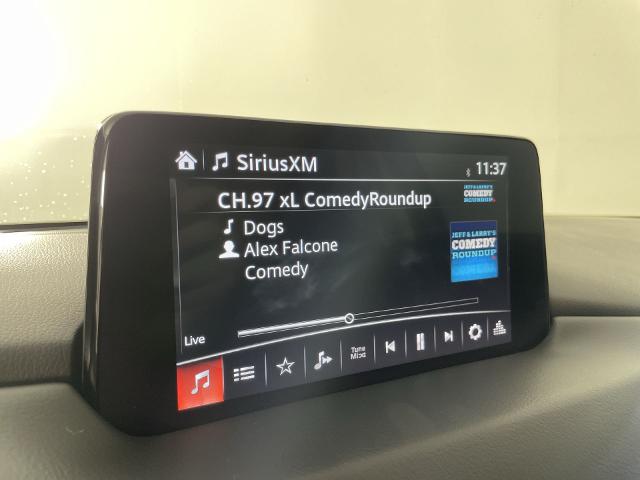 SiriusXM
11:37
CH.97 xL ComedyRoundup
JEFF & LARRY'S
COMEDY
ROUNDUP
Dogs
Alex Falcone
Comedy
JEFF & LARRY'S
COMEDY
ROUNDUP
COMEDY
Live
Tune
Mix